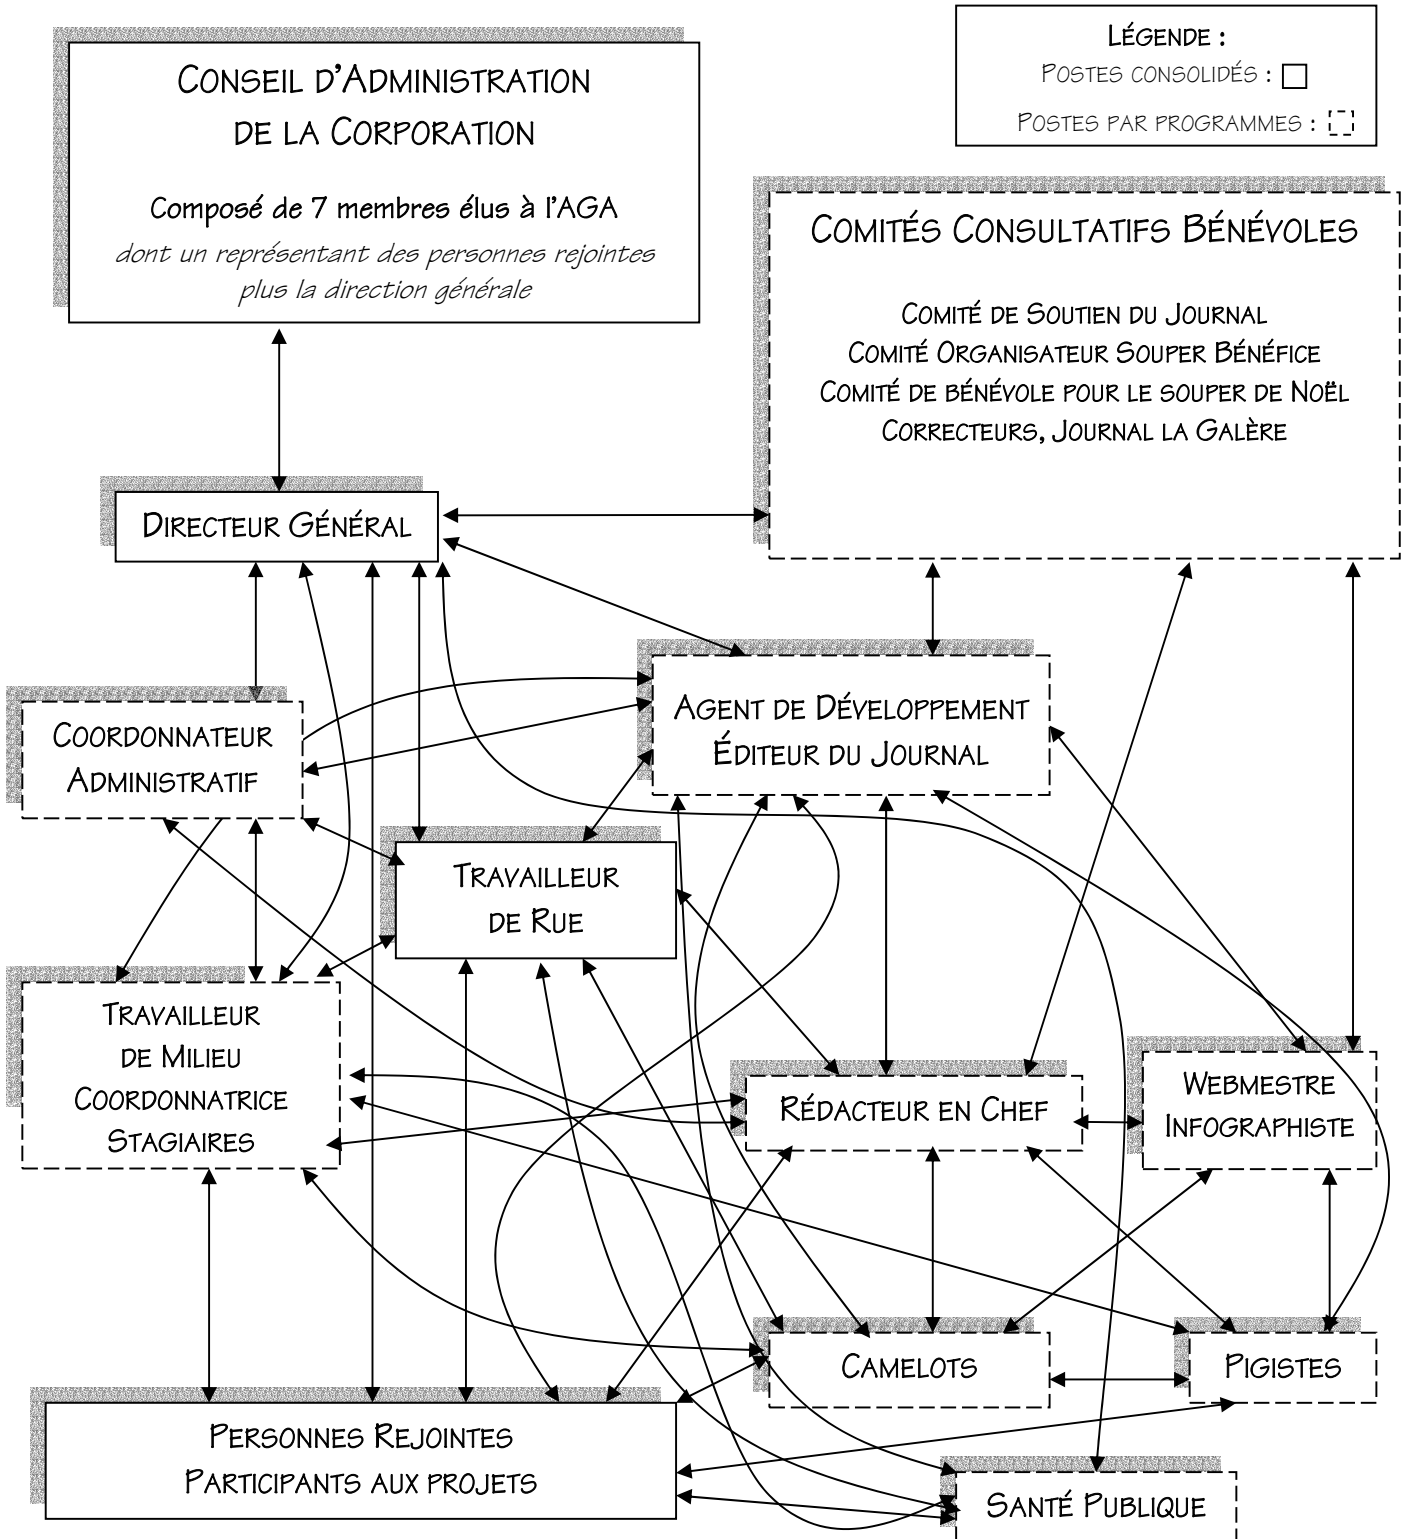 LÉGENDE :
POSTES CONSOLIDÉS :
POSTES PAR PROGRAMMES :
CONSEIL D'ADMINISTRATION
DE LA CORPORATION
Composé de 7 membres élus à l'AGA
dont un représentant des personnes rejointes
plus la direction générale
COMITÉS CONSULTATIFS BÉNÉVOLES
COMITÉ DE SOUTIEN DU JOURNAL
COMITÉ ORGANISATEUR SOUPER BÉNÉFICE
COMITÉ DE BÉNÉVOLE POUR LE SOUPER DE NOËL
CORRECTEURS, JOURNAL LA GALÈRE
DIRECTEUR GÉNÉRAL
AGENT DE DÉVELOPPEMENT
ÉDITEUR DU JOURNAL
COORDONNATEUR
ADMINISTRATIF
TRAVAILLEUR
DE RUE
TRAVAILLEUR
DE MILIEU
COORDONNATRICE
STAGIAIRES
RÉDACTEUR EN CHEF
WEBMESTRE
INFOGRAPHISTE
CAMELOTS
PIGISTES
PERSONNES REJOINTES
PARTICIPANTS AUX PROJETS
SANTÉ PUBLIQUE